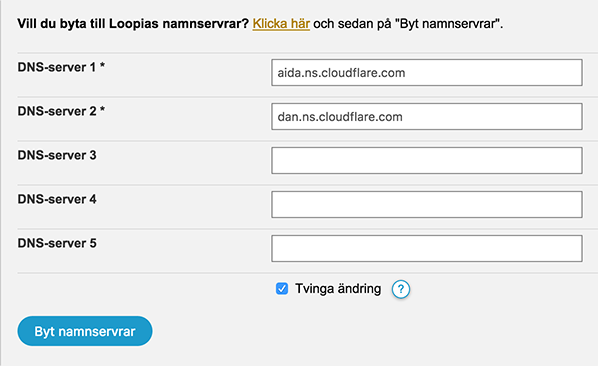 Vill du byta till Loopias namnservrar? Klicka här och sedan på "Byt namnservrar".
DNS-server 1 * aida.ns.cloudflare.com
DNS-server 2 * dan.ns.cloudflare.com
DNS-server 3
DNS-server 4
DNS-server 5
Tvinga ändring ?
Byt namnservrar